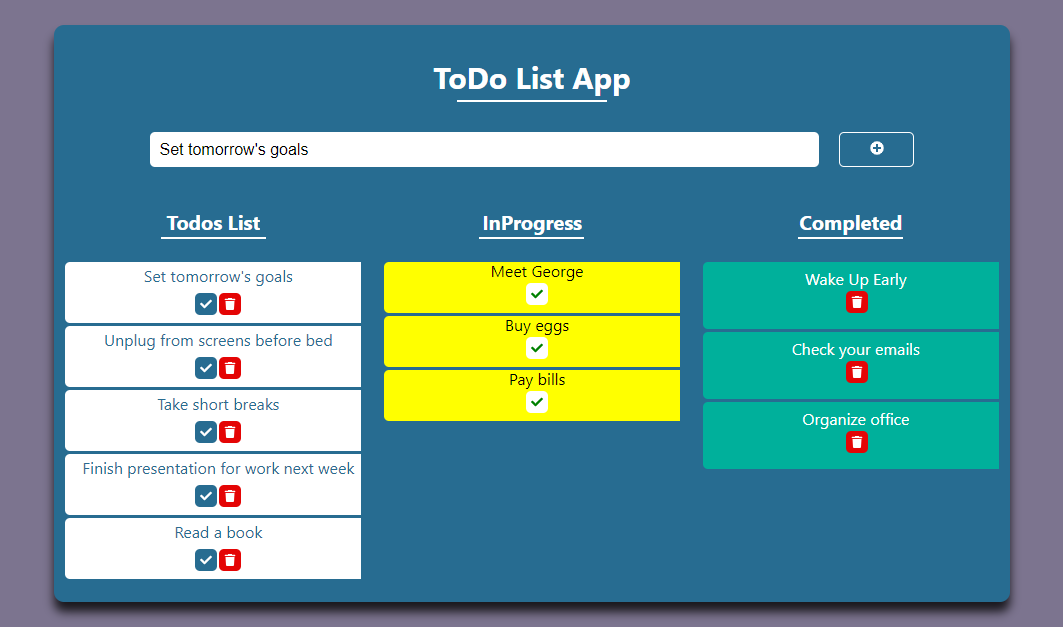 ToDo List App
Set tomorrow's goals
Todos List
Set tomorrow's goals
Unplug from screens before bed
Take short breaks
Finish presentation for work next week
Read a book
InProgress
Meet George
Buy eggs
Pay bills
Completed
Wake Up Early
Check your emails
Organize office